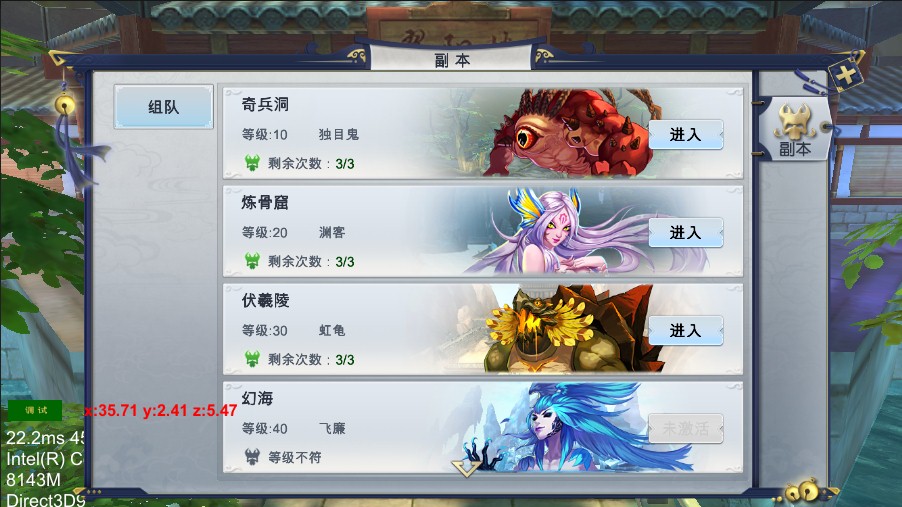 副本
组队
副本
奇兵洞
等级:10 独目鬼
剩余次数:3/3
进入
炼骨窟
等级:20 渊客
剩余次数:3/3
进入
伏羲陵
等级:30 虹龟
剩余次数:3/3
进入
幻海
等级:40 飞廉
等级不符
未激活
调试
x:35.71 y:2.41 z:5.47
22.2ms 45
Intel(R) C
8143M
Direct3D9